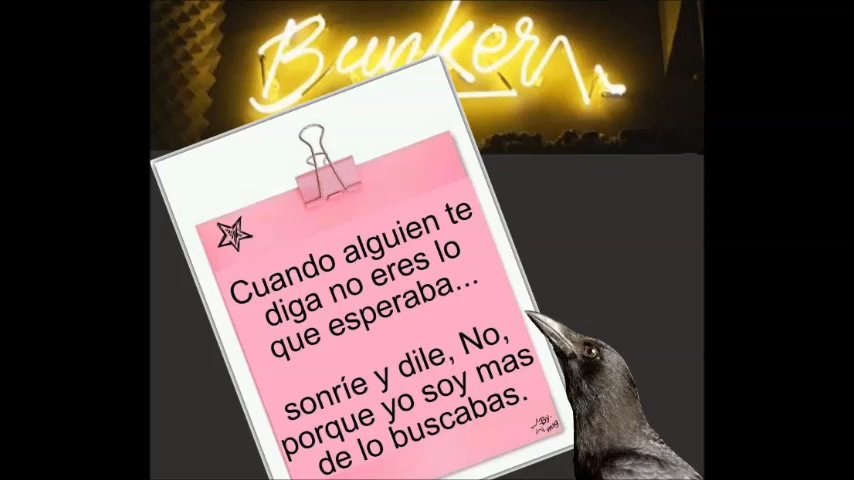 Bunker
Cuando alguien te
diga no eres lo
que esperaba...
sonríe y dile, No,
porque yo soy mas
de lo buscabas.
By.